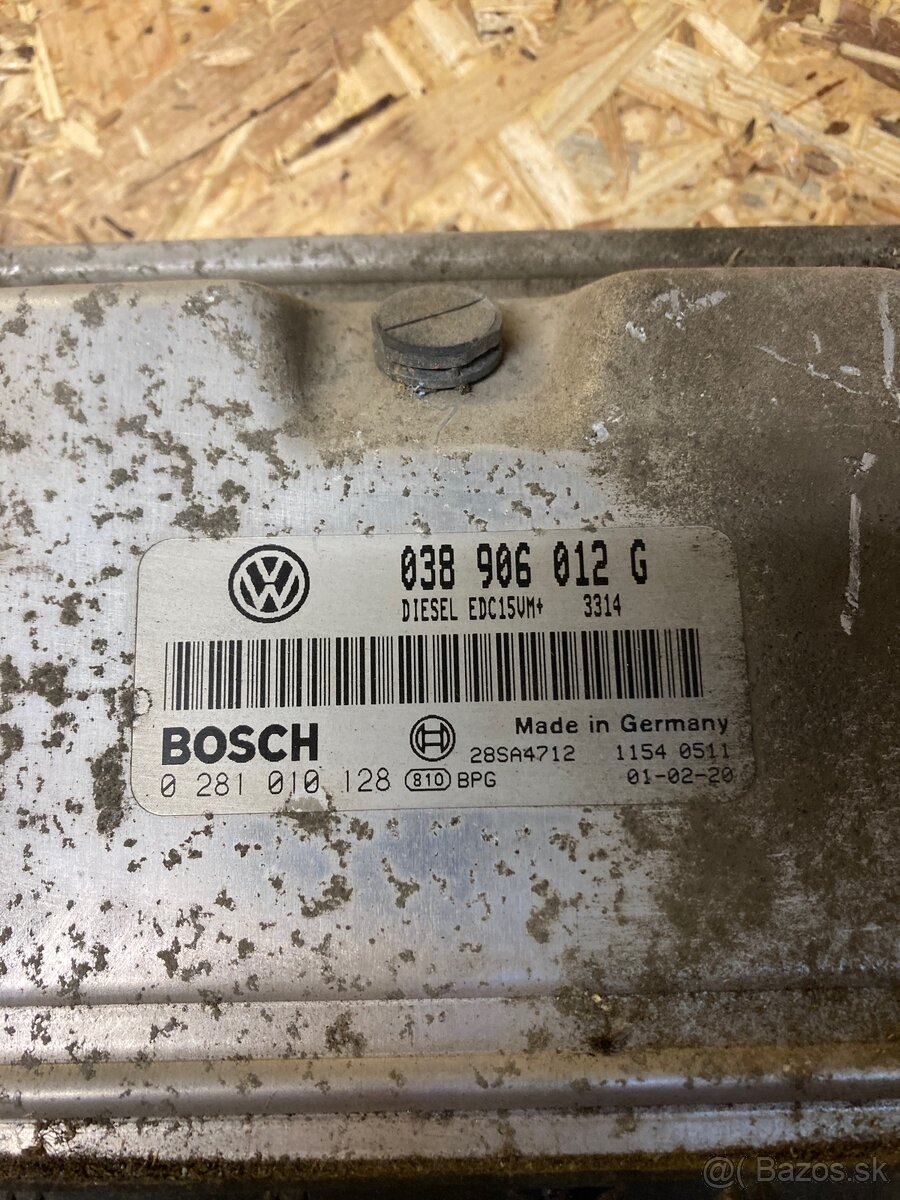 038 906 012 G
DIESEL EDC15VM+ 3314
BOSCH
Made in Germany
28SA4712 1154 0511
0 281 010 128 810 BPG 01-02-20
@( Bazos.sk